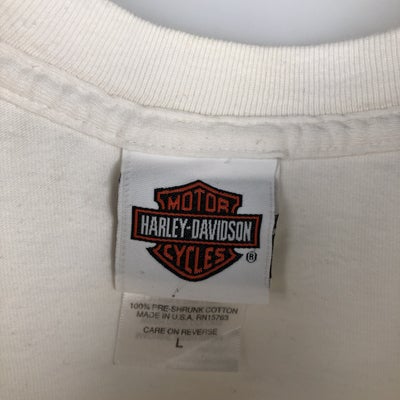 MOTOR
HARLEY-DAVIDSON
CYCLES
®
100% PRE-SHRUNK COTTON
MADE IN U.S.A. RN15763
CARE ON REVERSE
L